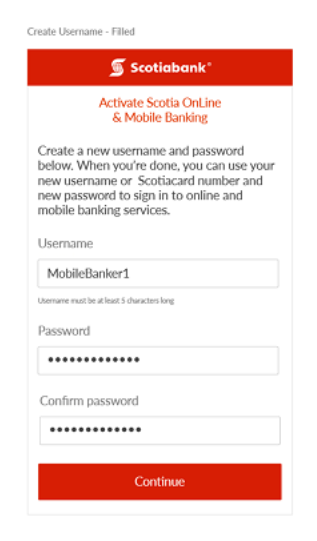 Create Username - Filled
Scotiabank®
Activate Scotia OnLine
& Mobile Banking
Create a new username and password
below. When you're done, you can use your
new username or Scotiacard number and
new password to sign in to online and
mobile banking services.
Username
MobileBanker1
Username must be at least 5 characters long
Password
•••••••••••••
Confirm password
•••••••••••••
Continue